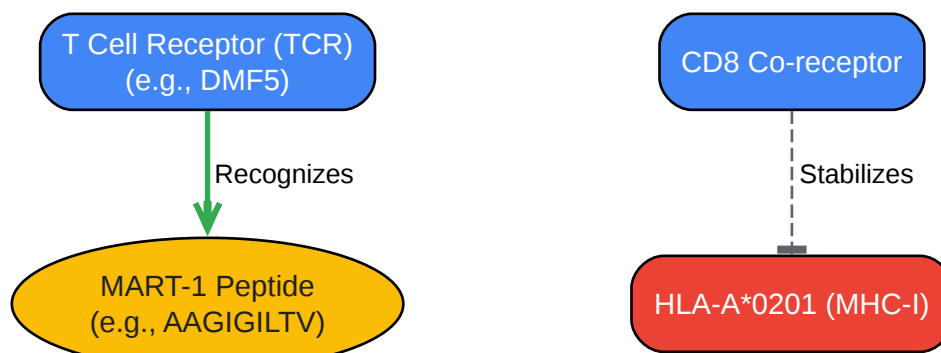 T Cell Receptor (TCR)
(e.g., DMF5)
CD8 Co-receptor
Recognizes
Stabilizes
MART-1 Peptide
(e.g., AAGIGILTV)
HLA-A*0201 (MHC-I)